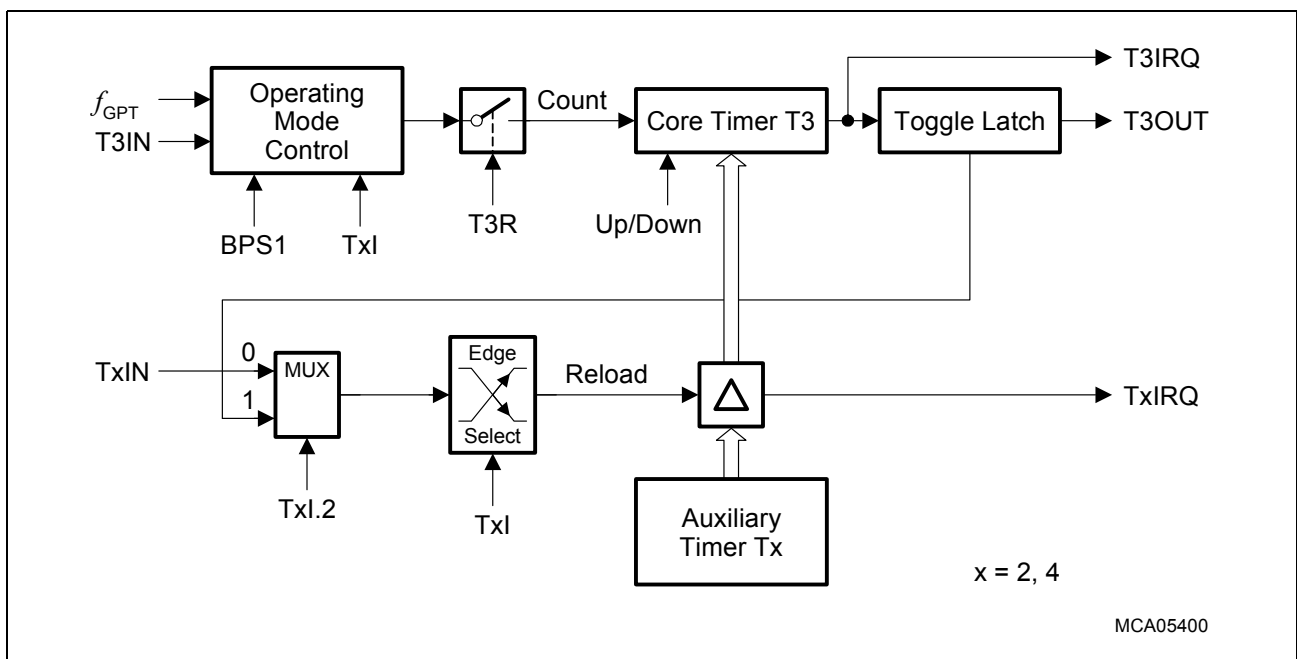 T3IRQ
fGPT
Operating
Mode
Control
Count
Core Timer T3
Toggle Latch
T3OUT
T3IN
BPS1
TxI
T3R
Up/Down
TxIN
0
1
MUX
Edge
Select
Reload
Δ
TxIRQ
TxI.2
TxI
Auxiliary
Timer Tx
x = 2, 4
MCA05400